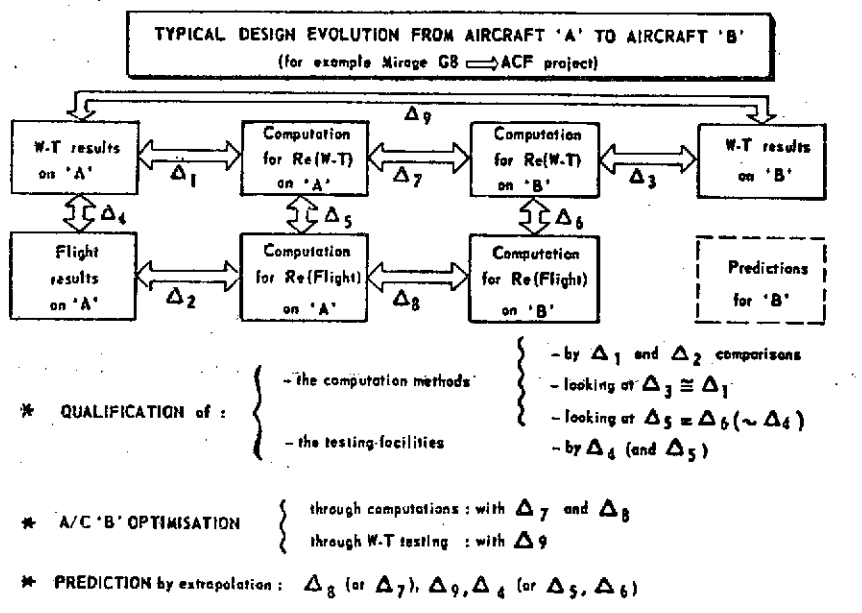 TYPICAL DESIGN EVOLUTION FROM AIRCRAFT 'A' TO AIRCRAFT 'B'
(for example Mirage G8 ⟹ ACF project)
Δ9
W-T results
on 'A'
Δ1
Computation
for Re(W-T)
on 'A'
Δ7
Computation
for Re(W-T)
on 'B'
Δ3
W-T results
on 'B'
Δ4
Δ5
Δ6
Flight
results
on 'A'
Δ2
Computation
for Re(Flight)
on 'A'
Δ8
Computation
for Re(Flight)
on 'B'
Predictions
for 'B'
* QUALIFICATION of :
- the computation methods
- by Δ1 and Δ2 comparisons
- looking at Δ3 ≅ Δ1
- looking at Δ5 = Δ6 (~ Δ4)
- the testing-facilities
- by Δ4 (and Δ5)
* A/C 'B' OPTIMISATION
through computations : with Δ7 and Δ8
through W-T testing : with Δ9
* PREDICTION by extrapolation : Δ8 (or Δ7), Δ9, Δ4 (or Δ5, Δ6)